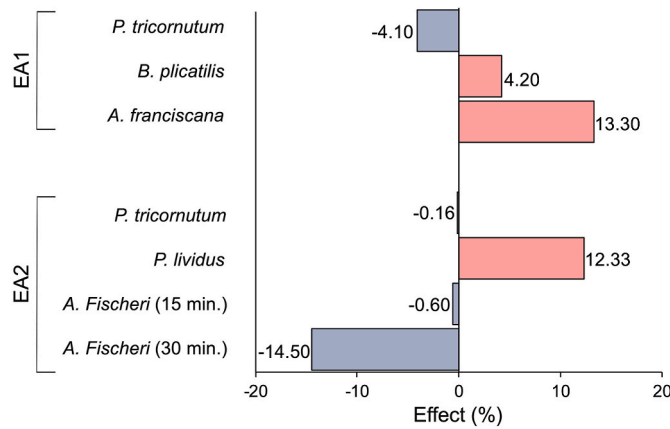 EA1
P. tricornutum
-4.10
B. plicatilis
4.20
A. franciscana
13.30
EA2
P. tricornutum
-0.16
P. lividus
12.33
A. Fischeri (15 min.)
-0.60
A. Fischeri (30 min.)
-14.50
-20 -10 0 10 20
Effect (%)